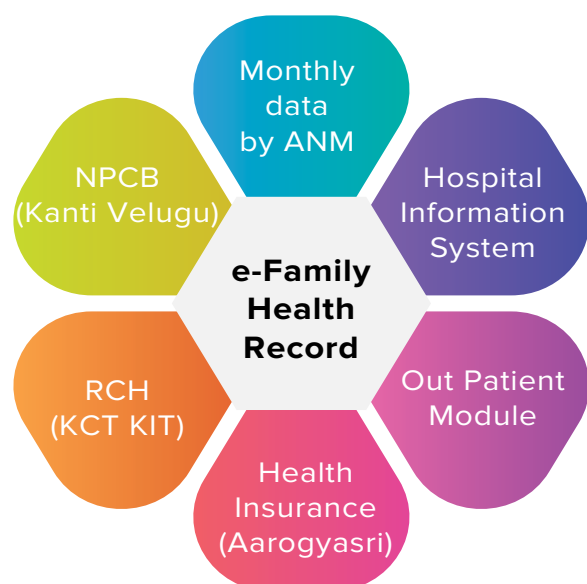 Monthly
data
by ANM
Hospital
Information
System
Out Patient
Module
Health
Insurance
(Aarogyasri)
RCH
(KCT KIT)
NPCB
(Kanti Velugu)
e-Family
Health
Record